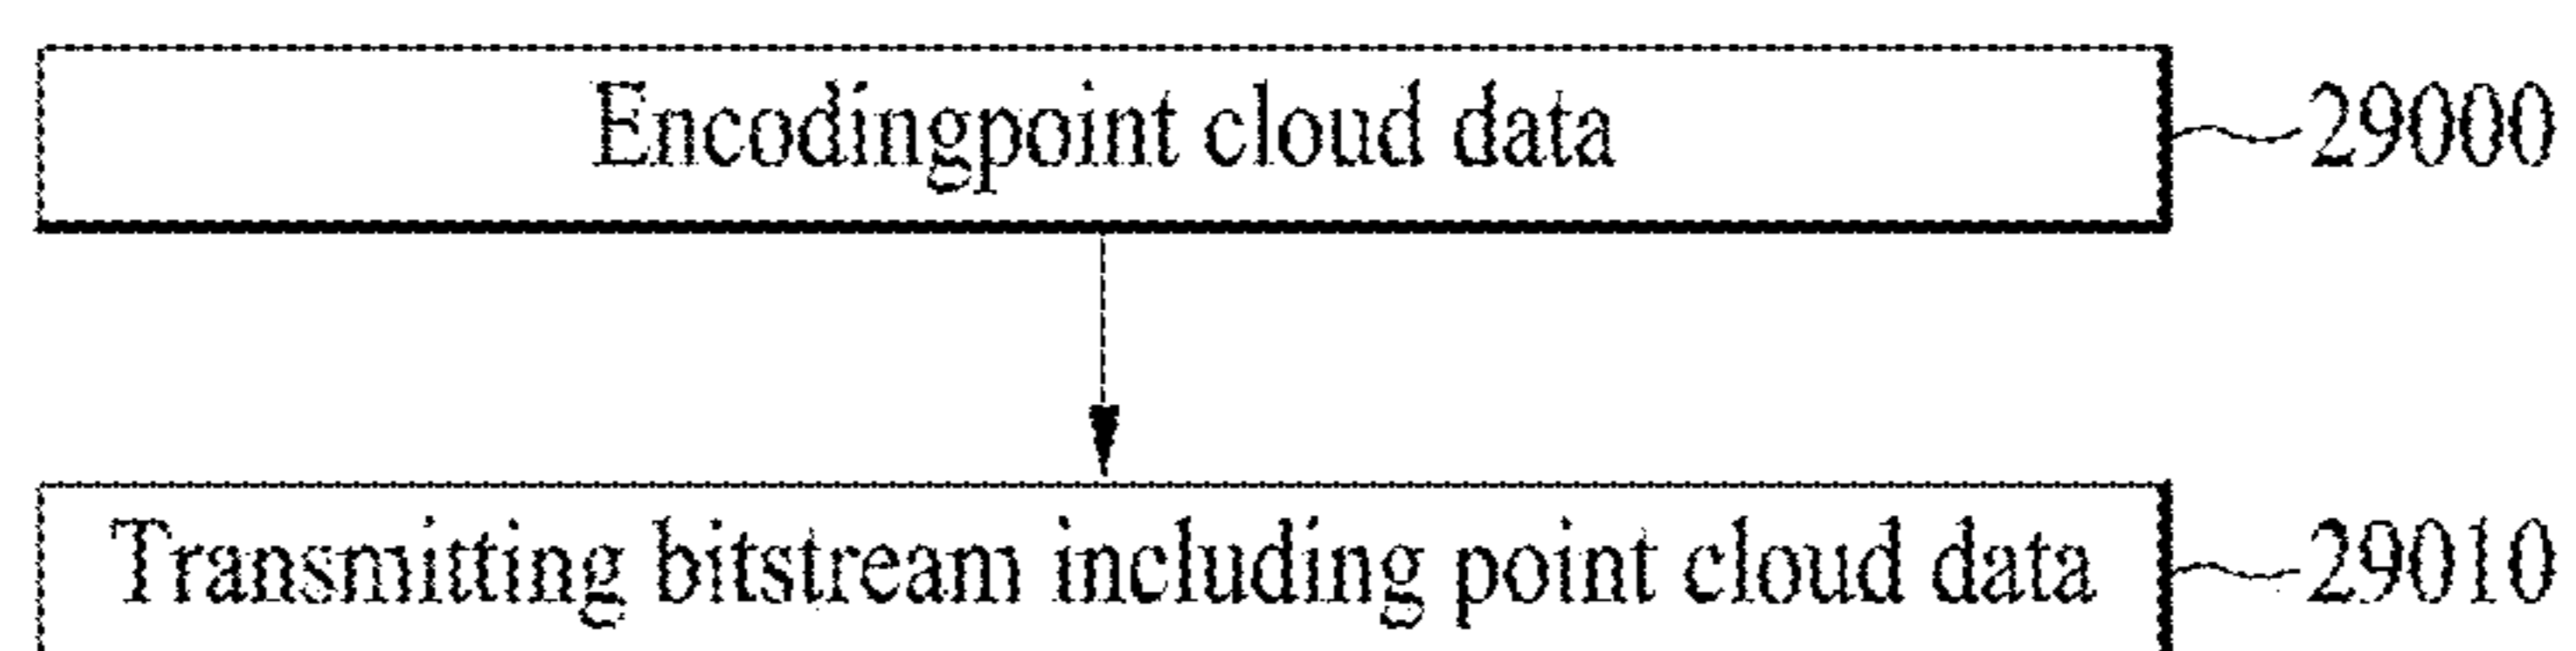 Encodingpoint cloud data 29000
Transmitting bitstream including point cloud data 29010